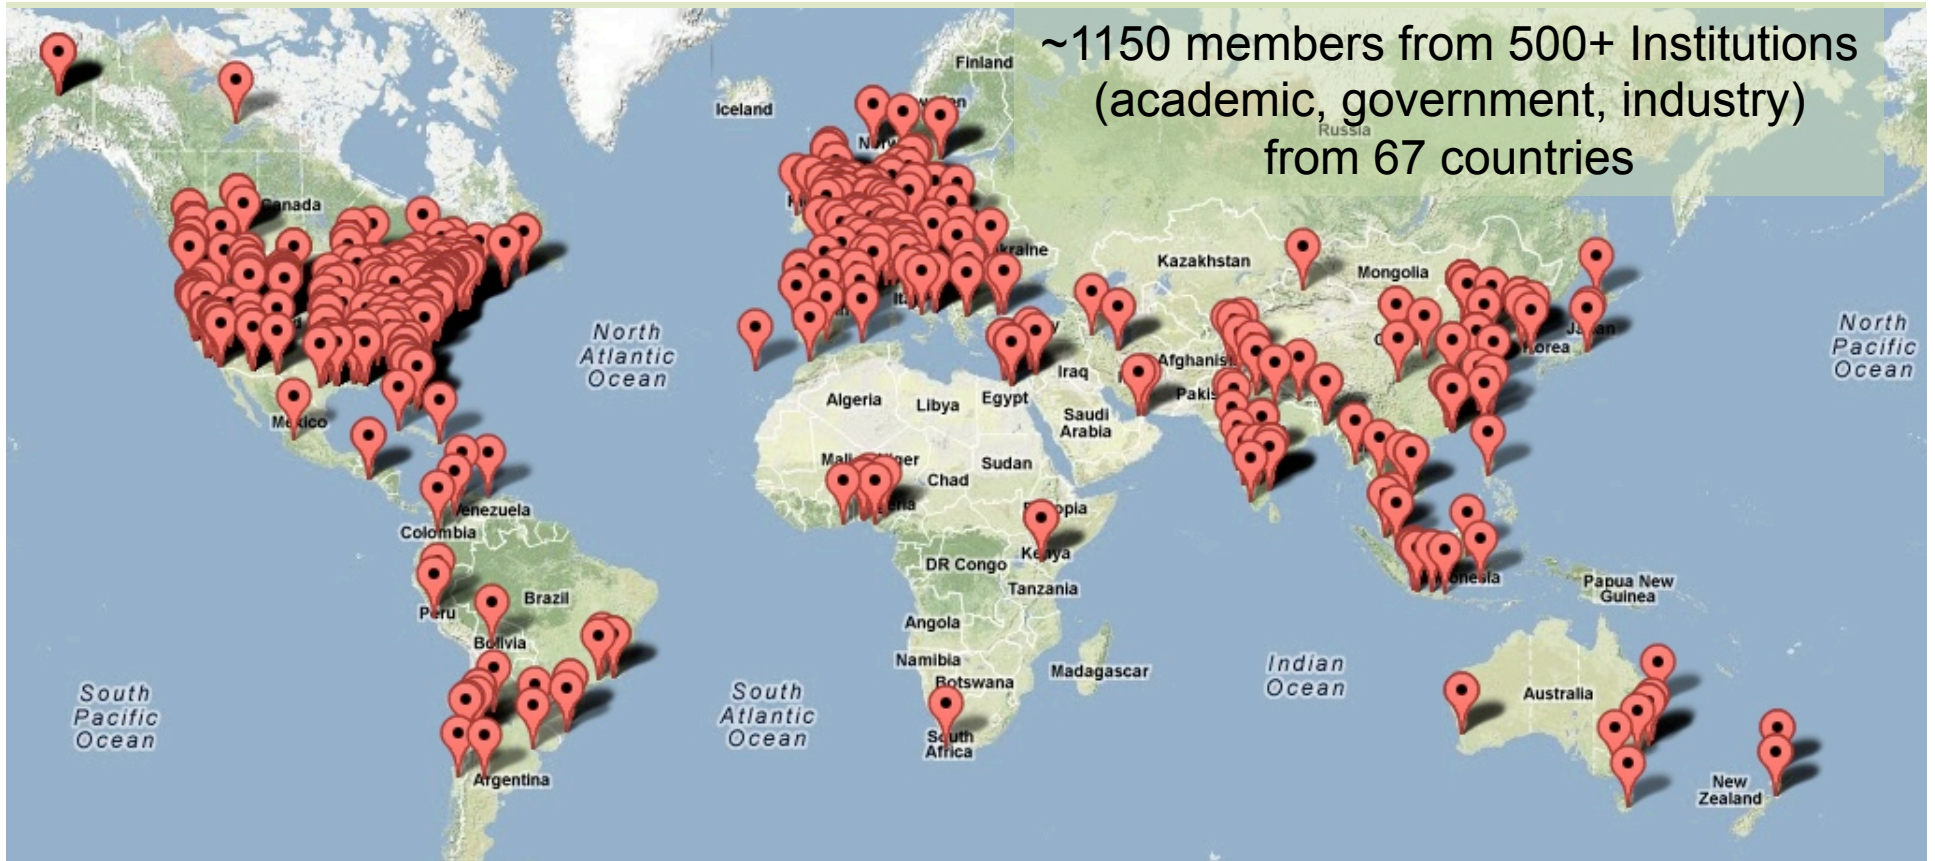 ~1150 members from 500+ Institutions
(academic, government, industry)
from 67 countries
Finland
Iceland
Russia
Canada
Kazakhstan
Mongolia
North
Atlantic
Ocean
North
Pacific
Ocean
Iraq
Algeria
Libya
Egypt
Saudi
Arabia
Mexico
Mali
Sudan
Chad
Venezuela
Colombia
DR Congo
Kenya
Tanzania
Papua New
Guinea
Brazil
Peru
Angola
Bolivia
Namibia
Madagascar
Botswana
Indian
Ocean
Australia
South
Pacific
Ocean
South
Atlantic
Ocean
South
Africa
Argentina
New
Zealand